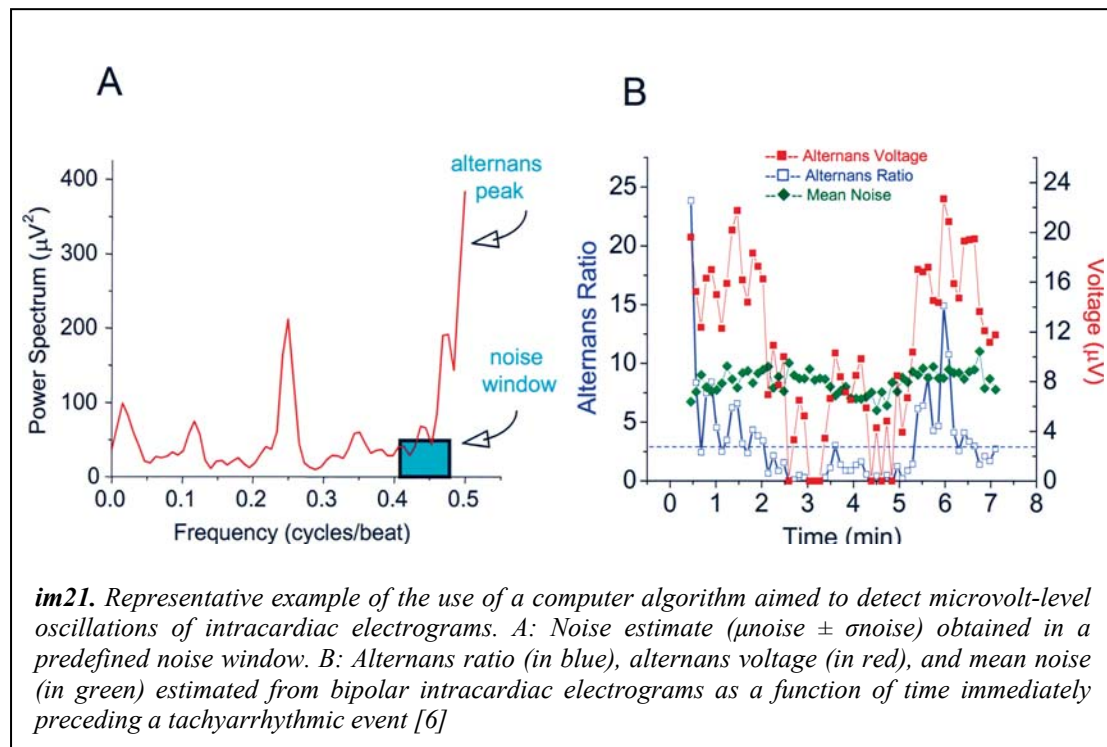 A
B
alternans
peak
noise
window
Power Spectrum (μV²)
400
300
200
100
0
0.0
0.1
0.2
0.3
0.4
0.5
Frequency (cycles/beat)
--■-- Alternans Voltage
--□-- Alternans Ratio
--◆-- Mean Noise
Alternans Ratio
25
20
15
10
5
0
24
20
16
12
8
4
0
Voltage (μV)
0
1
2
3
4
5
6
7
8
Time (min)
im21. Representative example of the use of a computer algorithm aimed to detect microvolt-level
oscillations of intracardiac electrograms. A: Noise estimate (μnoise ± σnoise) obtained in a
predefined noise window. B: Alternans ratio (in blue), alternans voltage (in red), and mean noise
(in green) estimated from bipolar intracardiac electrograms as a function of time immediately
preceding a tachyarrhythmic event [6]